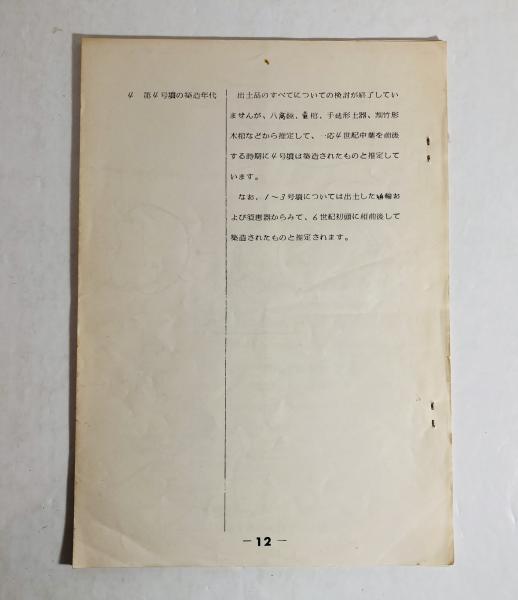 4 第4号墳の築造年代
出土品のすべてについての検討が終了してい
ませんが、八禽鏡、重棺、手焙形土器、割竹形
木棺などから推定して、一応4世紀中葉を前後
する時期に4号墳は築造されたものと推定して
います。
なお、1〜3号墳については出土した埴輪お
よび須恵器からみて、6世紀初頭に相前後して
築造されたものと推定されます。
－12－